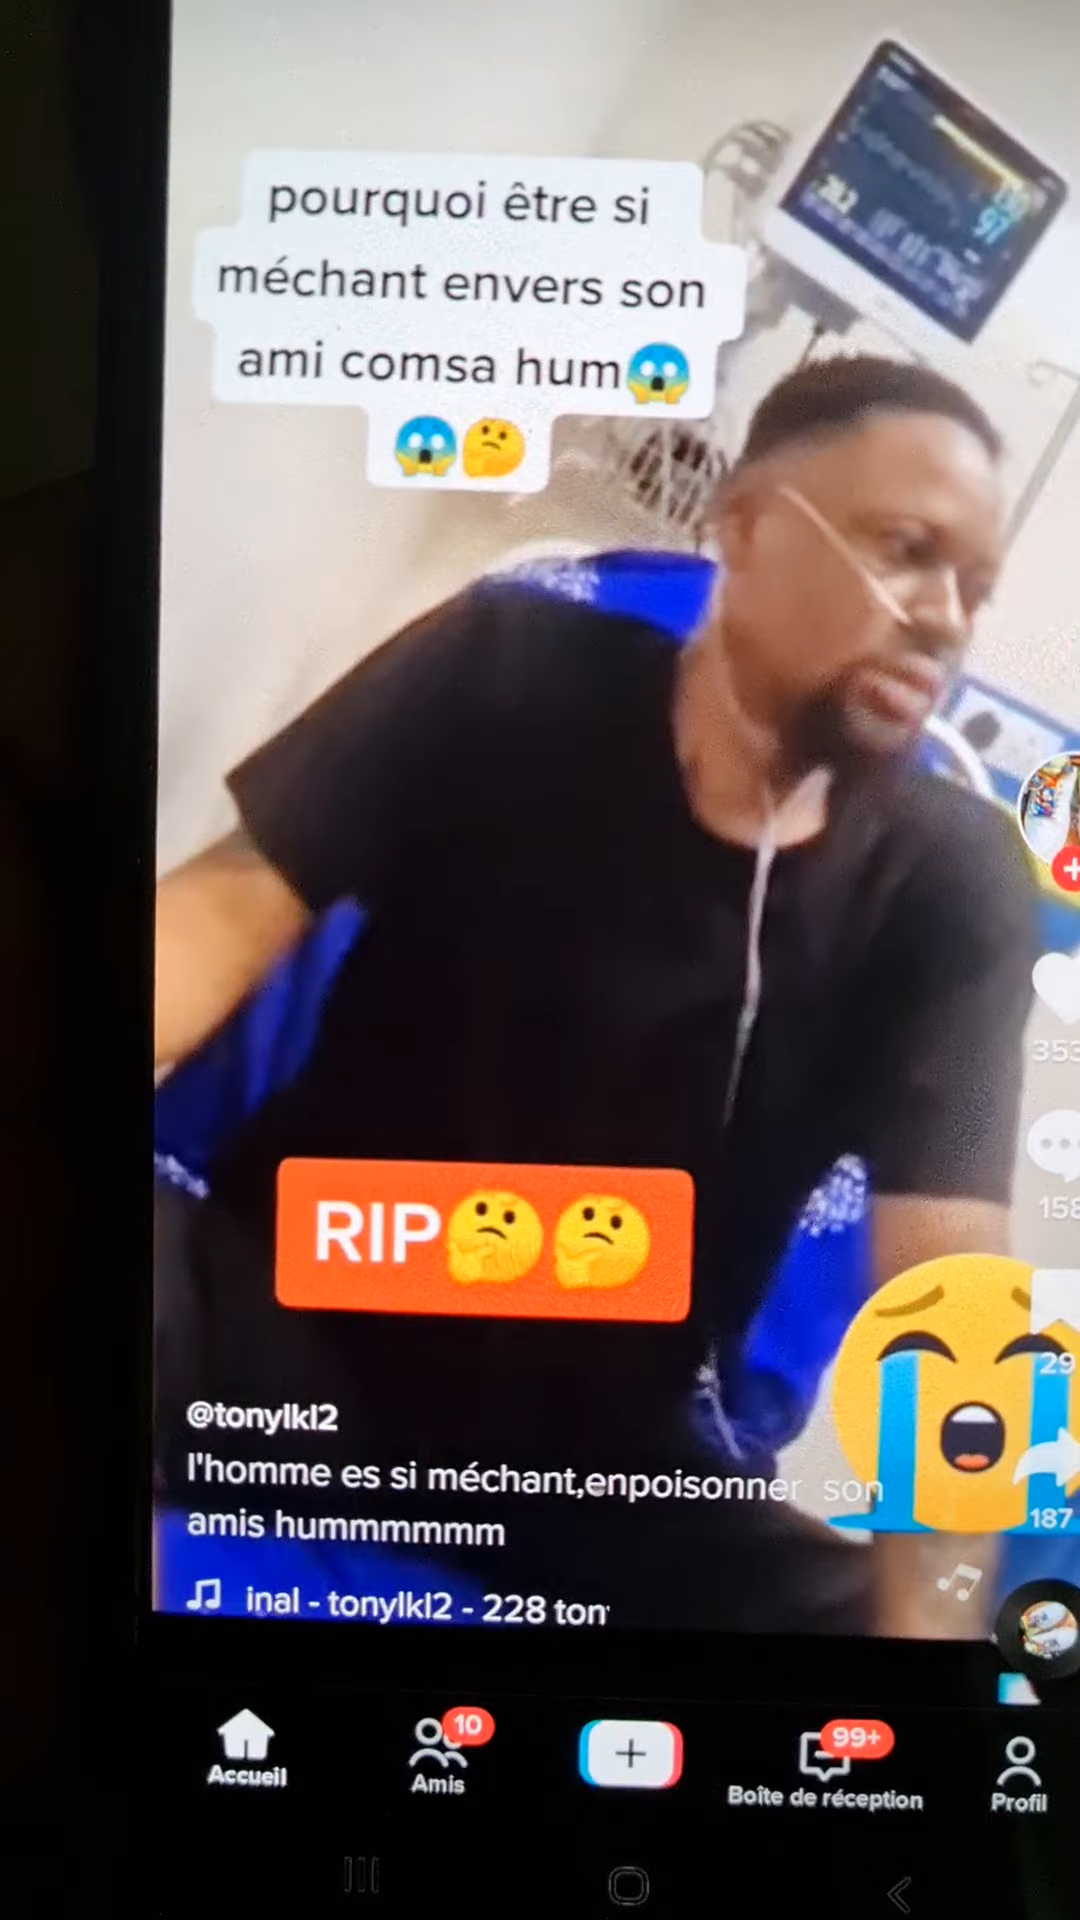 pourquoi être si
méchant envers son
ami comsa hum😱
😱🤔
97
RIP🤔🤔
@tonylkl2
l'homme es si méchant,enpoisonner son
amis hummmmmm
inal - tonylkl2 - 228 ton
353
158
29
187
10
99+
Accueil
Amis
Boîte de réception
Profil